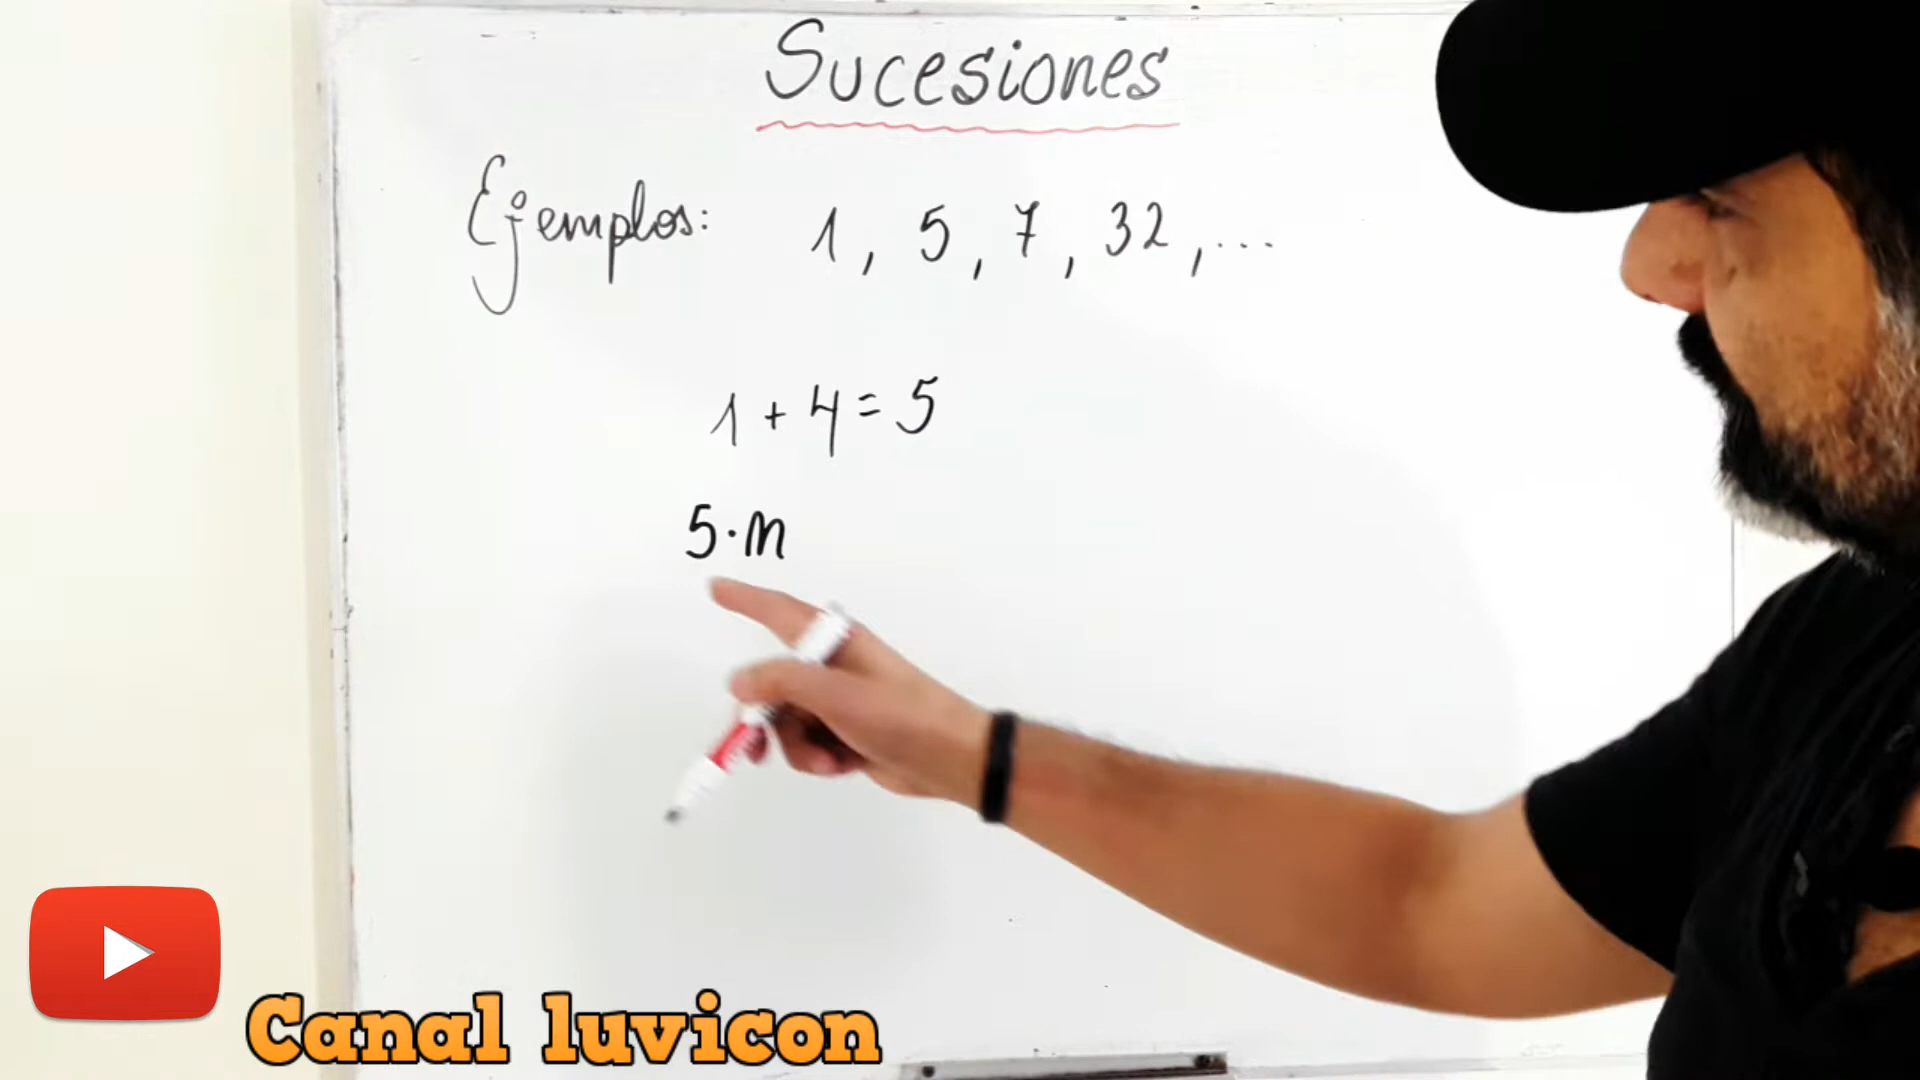 Sucesiones
Ejemplos: 1, 5, 7, 32, ...
1 + 4 = 5
5·n
Canal luvicon